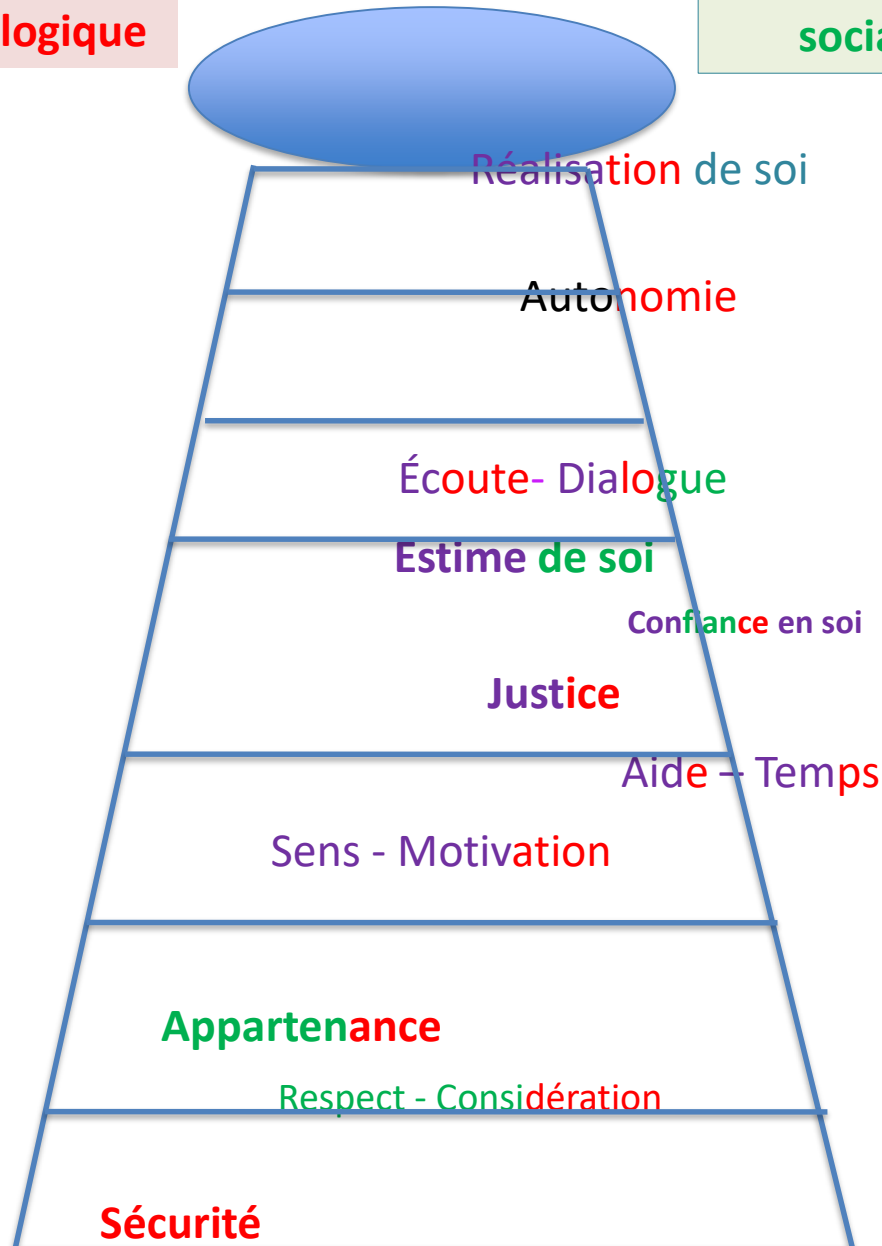 logique
socia
Réalisation de soi
Autonomie
Écoute- Dialogue
Estime de soi
Confiance en soi
Justice
Aide – Temps
Sens - Motivation
Appartenance
Respect - Considération
Sécurité